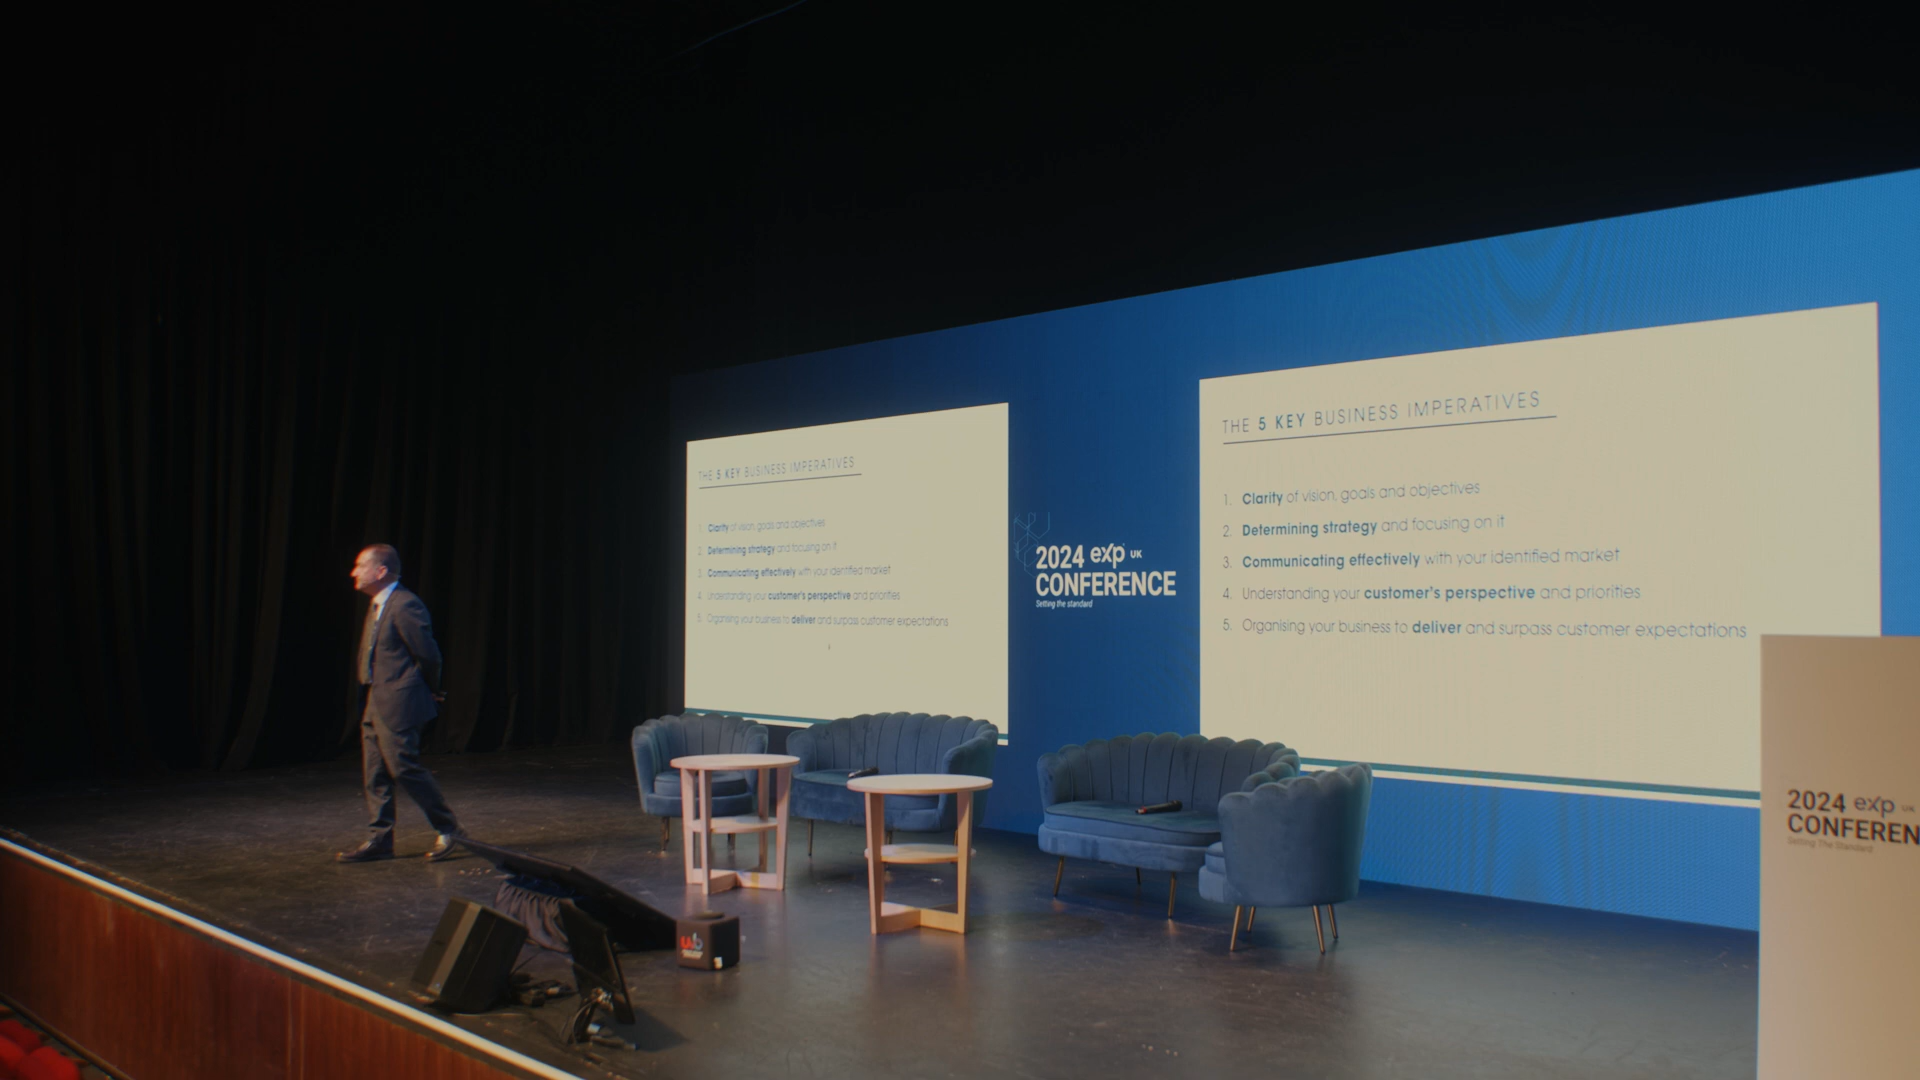 THE 5 KEY BUSINESS IMPERATIVES
1. Clarity of vision, goals and objectives
2. Determining strategy and focusing on it
3. Communicating effectively with your identified market
4. Understanding your customer's perspective and priorities
5. Organising your business to deliver and surpass customer expectations
2024 exp UK
CONFERENCE
Setting the standard
THE 5 KEY BUSINESS IMPERATIVES
1. Clarity of vision, goals and objectives
2. Determining strategy and focusing on it
3. Communicating effectively with your identified market
4. Understanding your customer's perspective and priorities
5. Organising your business to deliver and surpass customer expectations
2024 exp UK
CONFEREN
Setting The Standard